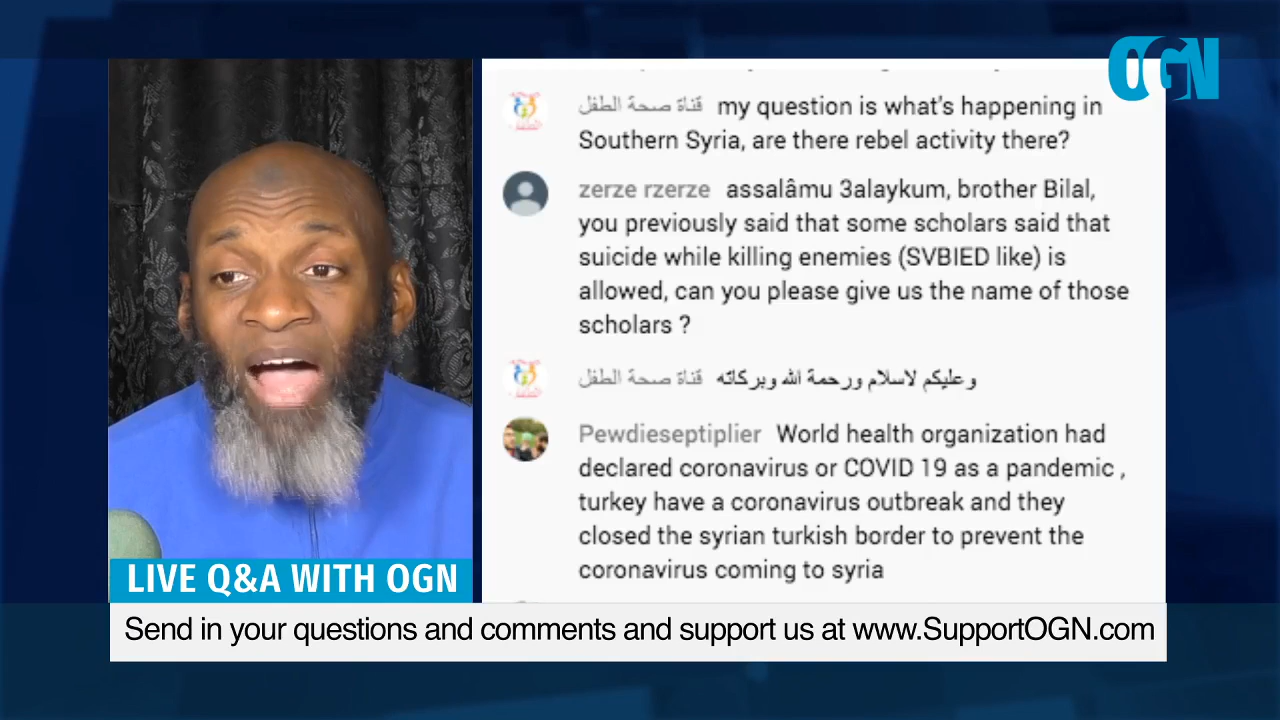 OGN
قناة صحة الطفل my question is what's happening in
Southern Syria, are there rebel activity there?
zerze rzerze assalâmu 3alaykum, brother Bilal,
you previously said that some scholars said that
suicide while killing enemies (SVBIED like) is
allowed, can you please give us the name of those
scholars ?
قناة صحة الطفل وعليكم لاسلام ورحمة الله وبركاته
Pewdieseptiplier World health organization had
declared coronavirus or COVID 19 as a pandemic ,
turkey have a coronavirus outbreak and they
closed the syrian turkish border to prevent the
coronavirus coming to syria
LIVE Q&A WITH OGN
Send in your questions and comments and support us at www.SupportOGN.com